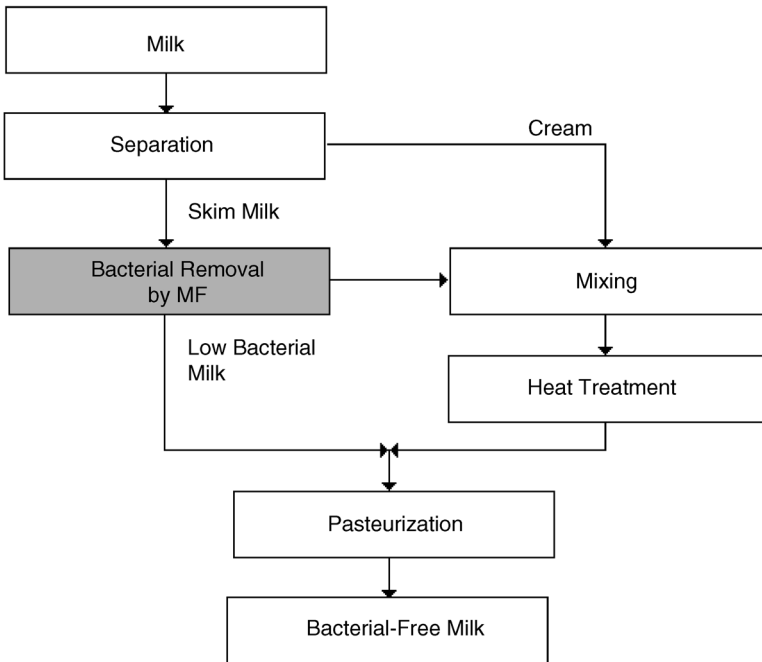 Milk
Separation
Cream
Skim Milk
Bacterial Removal
by MF
Mixing
Low Bacterial
Milk
Heat Treatment
Pasteurization
Bacterial-Free Milk